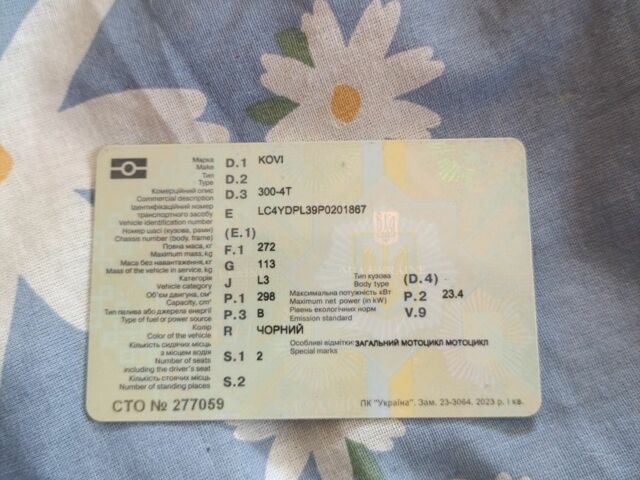 Марка D.1 KOVI
Make
Тип D.2
Type
Комерційний опис D.3 300-4T
Commercial description
Ідентифікаційний номер
транспортного засобу E LC4YDPL39P0201867
Vehicle identification number
Номер шасі (кузова, рами) (E.1)
Chassis number (body, frame)
Повна маса, кг F.1 272
Maximum mass, kg
Маса без навантаження, кг G 113
Mass of the vehicle in service, kg
Категорія J L3 Тип кузова (D.4)
Vehicle category Body type
Об'єм двигуна, см³ P.1 298 Максимальна потужність кВт P.2 23.4
Capacity, cm³ Maximum net power (in kW)
Тип пального або джерела енергії P.3 B Рівень екологічних норм V.9
Type of fuel or power source Emission standard
Колір R ЧОРНИЙ
Color of the vehicle
Кількість сидячих місць Особливі відмітки: ЗАГАЛЬНИЙ МОТОЦИКЛ МОТОЦИКЛ
з місцем водія S.1 2 Special marks
Number of seats
including the driver's seat
Кількість стоячих місць S.2
Number of standing places
СТО № 277059 ПК "Україна". Зам. 23-3064. 2023 р. I кв.